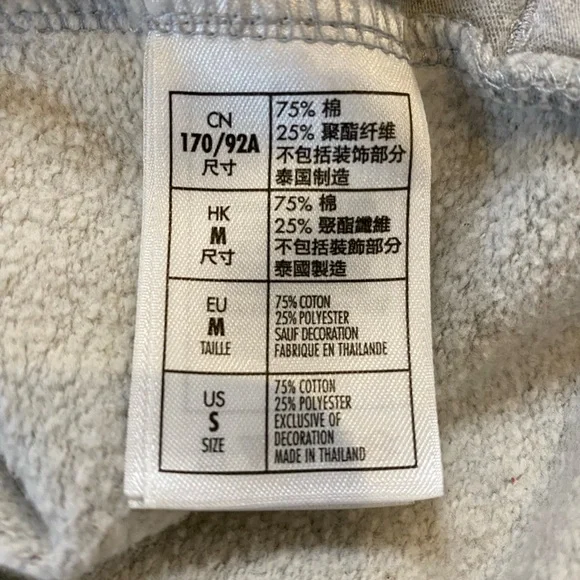 CN
170/92A
尺寸
75% 棉
25% 聚酯纤维
不包括装饰部分
泰国制造
HK
M
尺寸
75% 棉
25% 聚酯纖維
不包括裝飾部分
泰國製造
EU
M
TAILLE
75% COTON
25% POLYESTER
SAUF DECORATION
FABRIQUE EN THAILANDE
US
S
SIZE
75% COTTON
25% POLYESTER
EXCLUSIVE OF
DECORATION
MADE IN THAILAND